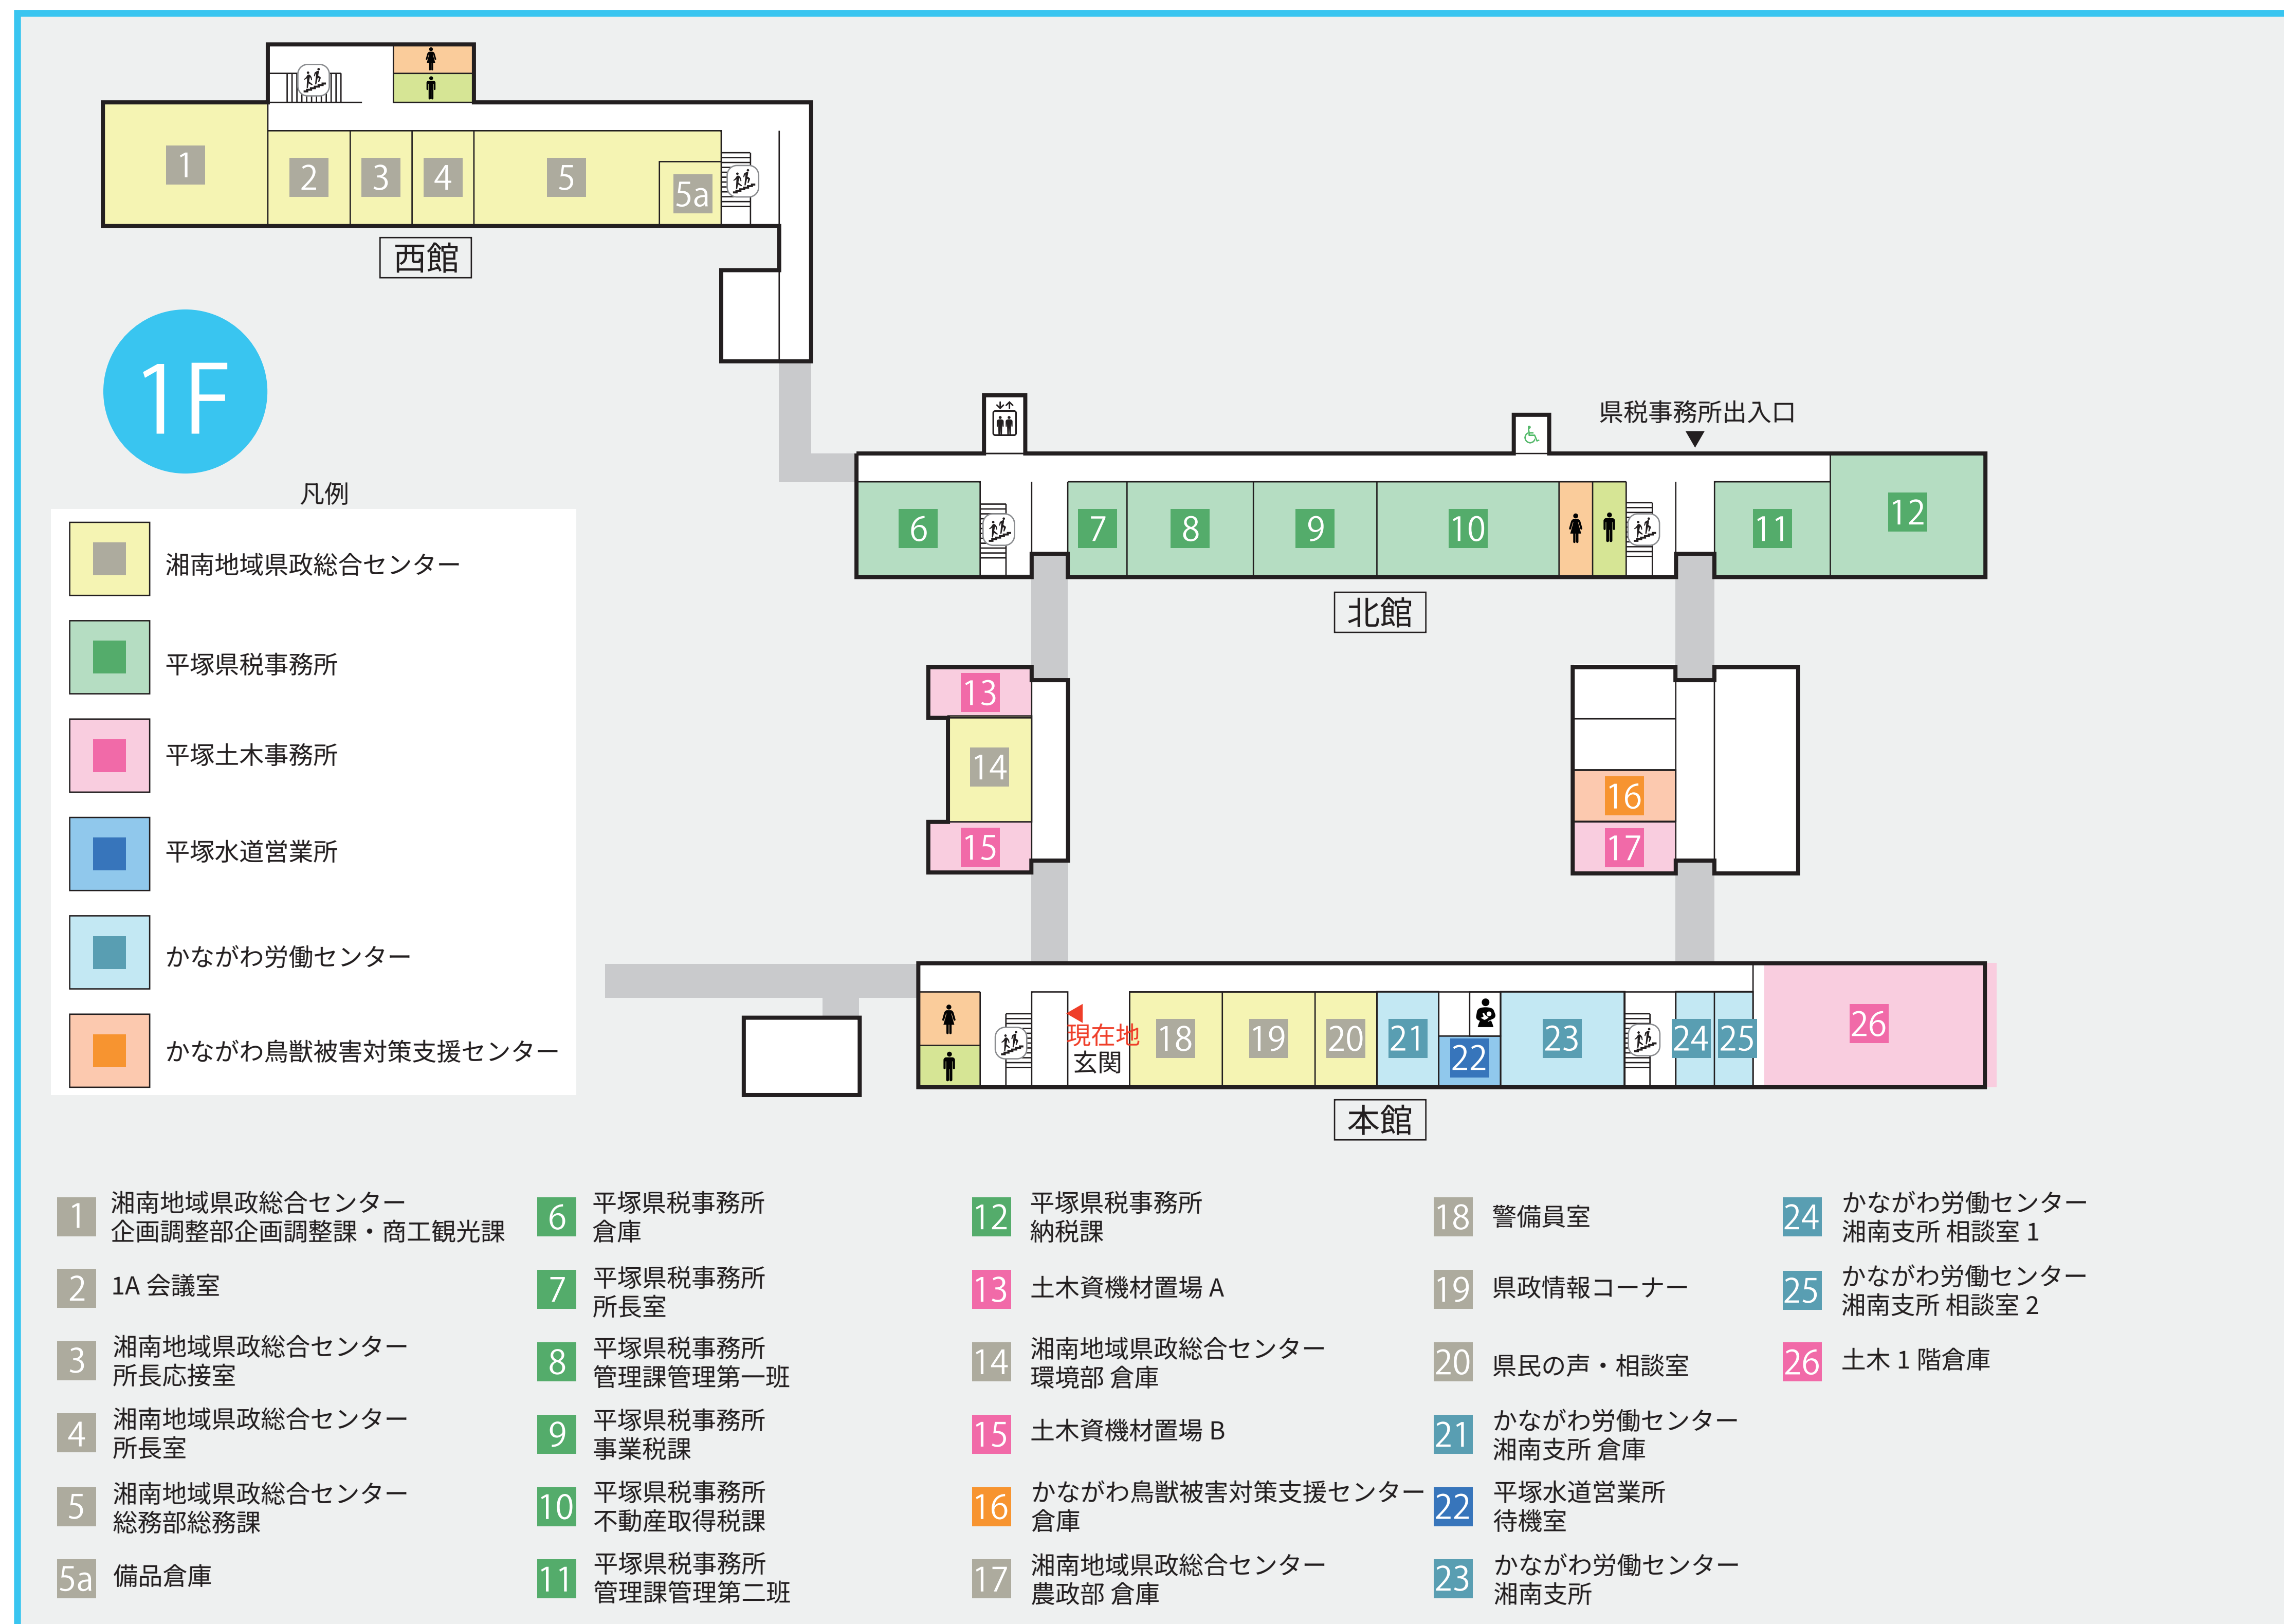 1
2
3
4
5
5a
西館
1F
県税事務所出入口
6
7
8
9
10
11
12
北館
凡例
湘南地域県政総合センター
平塚県税事務所
平塚土木事務所
平塚水道営業所
かながわ労働センター
かながわ鳥獣被害対策支援センター
13
14
15
16
17
現在地
玄関
18
19
20
21
22
23
24
25
26
本館
1
湘南地域県政総合センター
企画調整部企画調整課・商工観光課
2
1A 会議室
3
湘南地域県政総合センター
所長応接室
4
湘南地域県政総合センター
所長室
5
湘南地域県政総合センター
総務部総務課
5a
備品倉庫
6
平塚県税事務所
倉庫
7
平塚県税事務所
所長室
8
平塚県税事務所
管理課管理第一班
9
平塚県税事務所
事業税課
10
平塚県税事務所
不動産取得税課
11
平塚県税事務所
管理課管理第二班
12
平塚県税事務所
納税課
13
土木資機材置場 A
14
湘南地域県政総合センター
環境部 倉庫
15
土木資機材置場 B
16
かながわ鳥獣被害対策支援センター
倉庫
17
湘南地域県政総合センター
農政部 倉庫
18
警備員室
19
県政情報コーナー
20
県民の声・相談室
21
かながわ労働センター
湘南支所 倉庫
22
平塚水道営業所
待機室
23
かながわ労働センター
湘南支所
24
かながわ労働センター
湘南支所 相談室 1
25
かながわ労働センター
湘南支所 相談室 2
26
土木 1 階倉庫